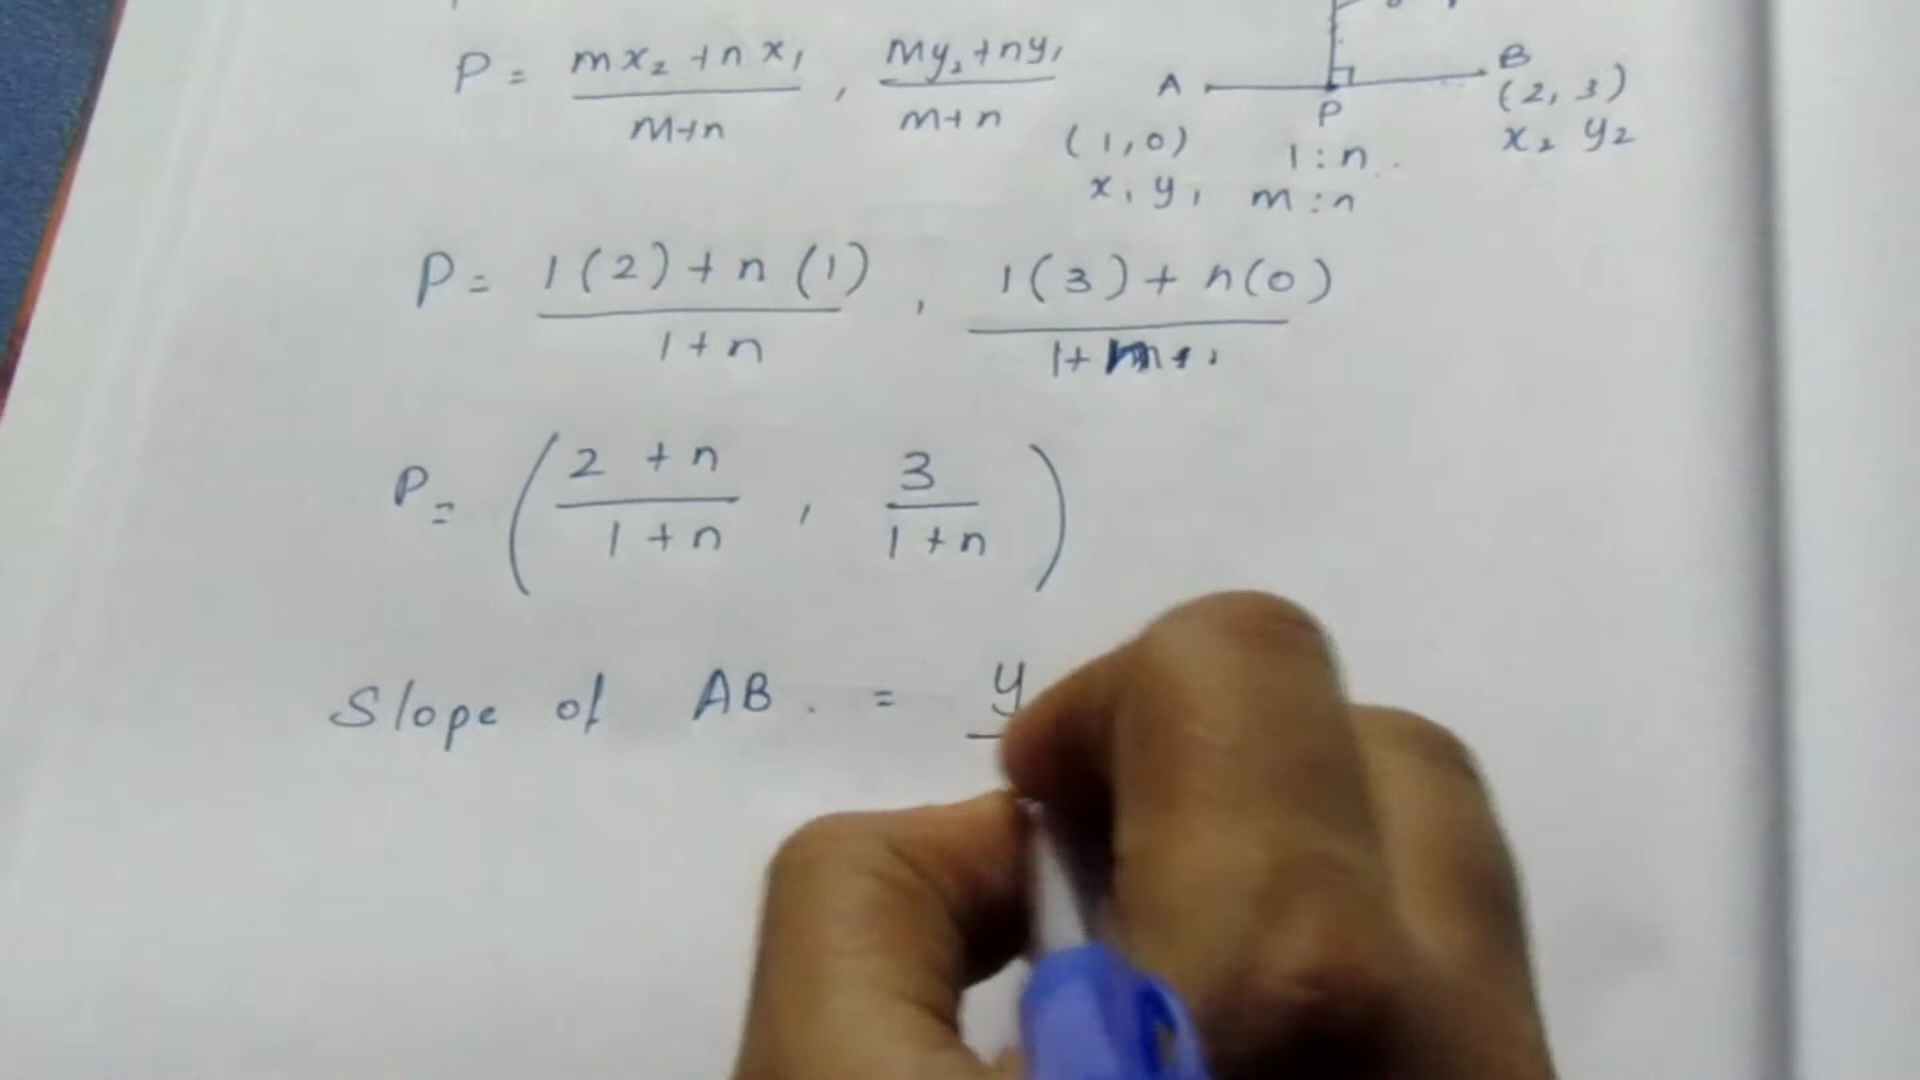 P = mx₂ + nx₁ / m+n , my₂ + ny₁ / m+n
A B
(2, 3)
P
(1, 0) 1 : n
x₂ y₂
x₁ y₁ m : n
P = 1(2) + n(1) / 1+n , 1(3) + n(0) / 1+
P = ( 2 + n / 1 + n , 3 / 1 + n )
Slope of AB . = y